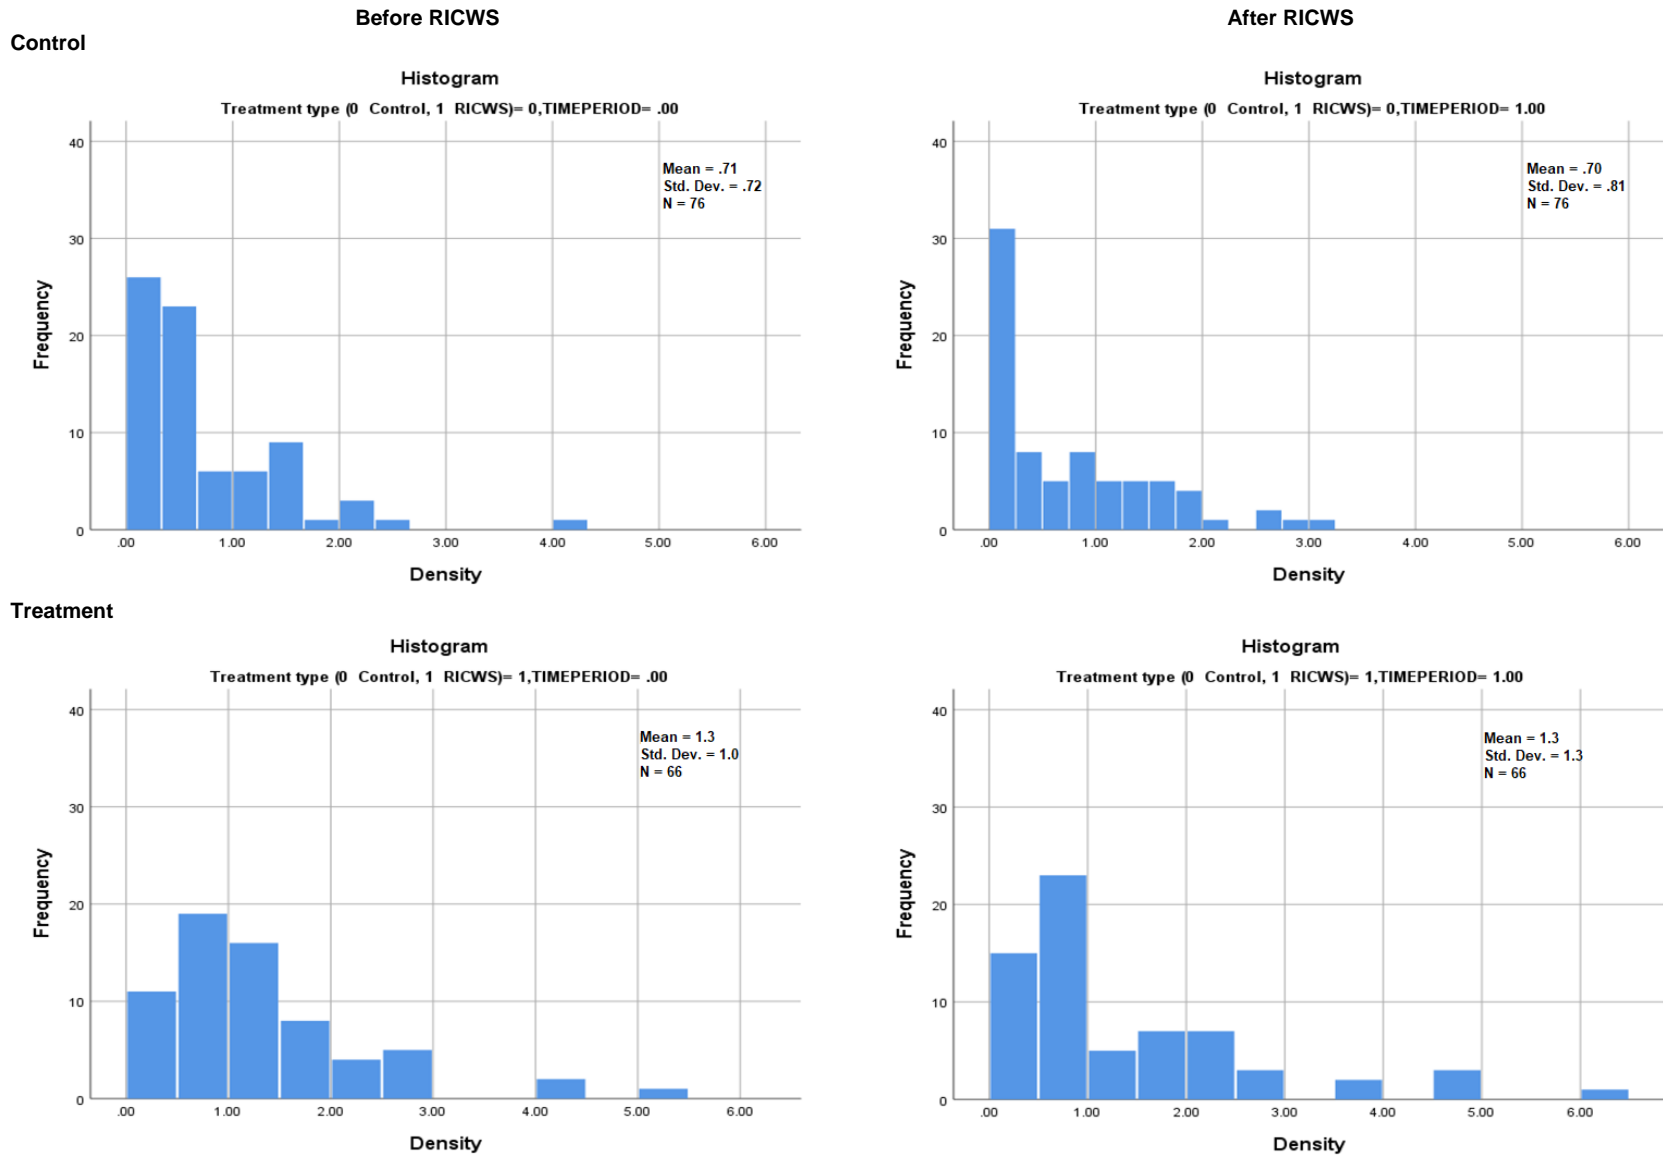 Before RICWS
After RICWS
Control
Histogram
Treatment type (0 Control, 1 RICWS)= 0,TIMEPERIOD= .00
40
30
20
10
0
Frequency
Mean = .71
Std. Dev. = .72
N = 76
.00 1.00 2.00 3.00 4.00 5.00 6.00
Density
Histogram
Treatment type (0 Control, 1 RICWS)= 0,TIMEPERIOD= 1.00
40
30
20
10
0
Frequency
Mean = .70
Std. Dev. = .81
N = 76
.00 1.00 2.00 3.00 4.00 5.00 6.00
Density
Treatment
Histogram
Treatment type (0 Control, 1 RICWS)= 1,TIMEPERIOD= .00
40
30
20
10
0
Frequency
Mean = 1.3
Std. Dev. = 1.0
N = 66
.00 1.00 2.00 3.00 4.00 5.00 6.00
Density
Histogram
Treatment type (0 Control, 1 RICWS)= 1,TIMEPERIOD= 1.00
40
30
20
10
0
Frequency
Mean = 1.3
Std. Dev. = 1.3
N = 66
.00 1.00 2.00 3.00 4.00 5.00 6.00
Density